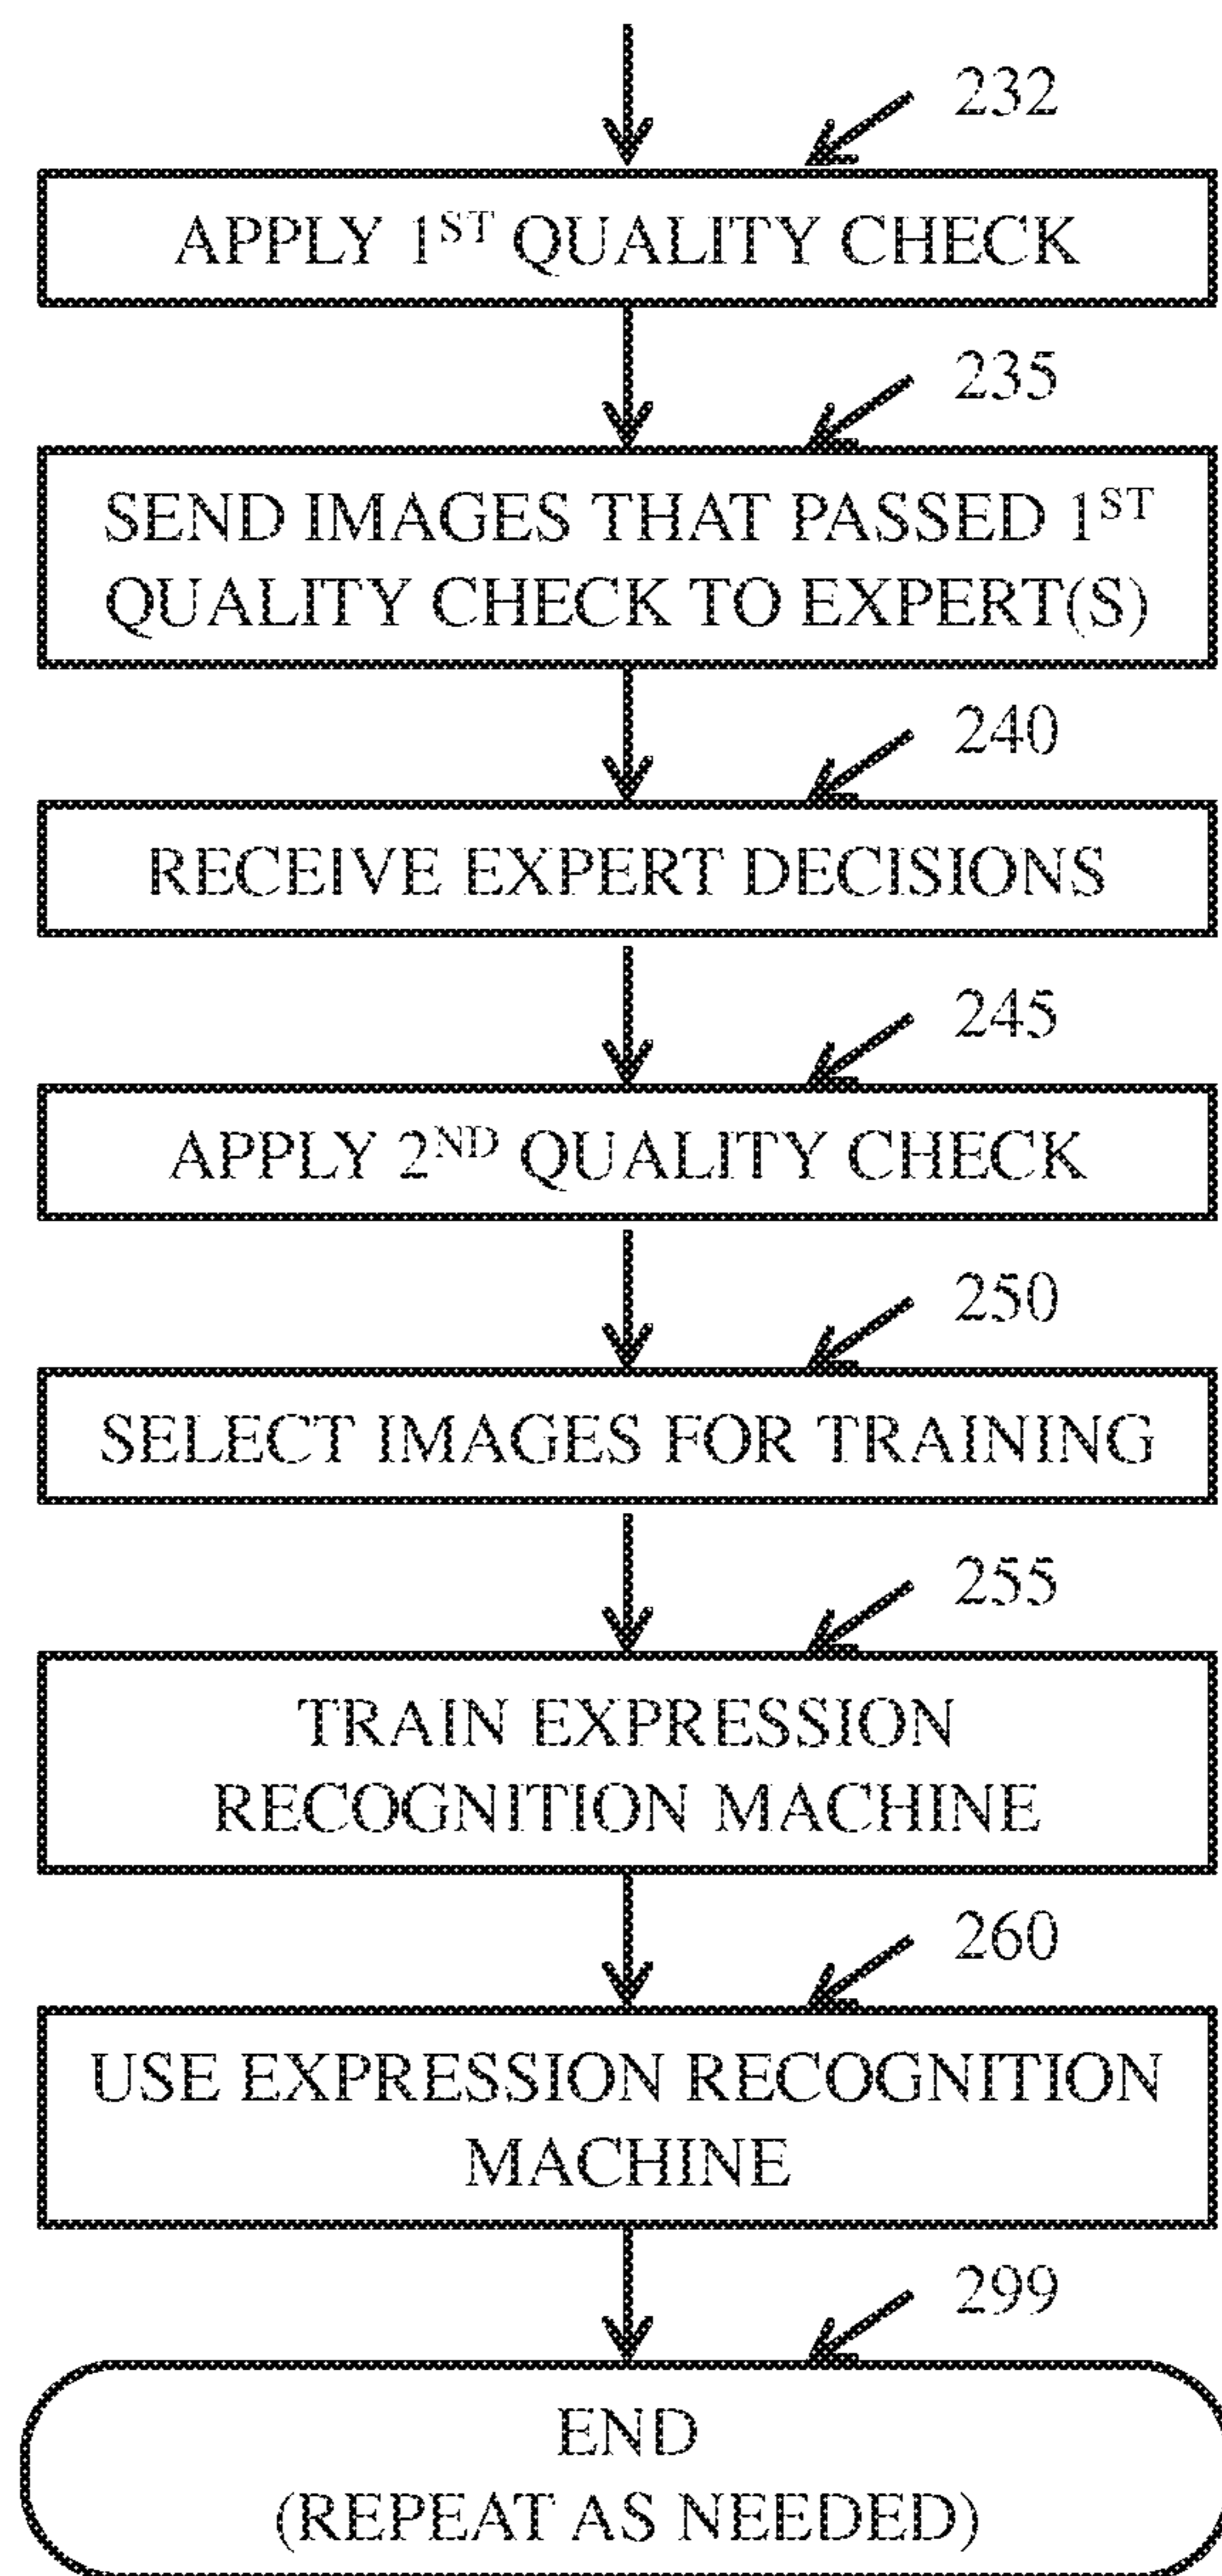 232
APPLY 1ST QUALITY CHECK
235
SEND IMAGES THAT PASSED 1ST
QUALITY CHECK TO EXPERT(S)
240
RECEIVE EXPERT DECISIONS
245
APPLY 2ND QUALITY CHECK
250
SELECT IMAGES FOR TRAINING
255
TRAIN EXPRESSION
RECOGNITION MACHINE
260
USE EXPRESSION RECOGNITION
MACHINE
299
END
(REPEAT AS NEEDED)